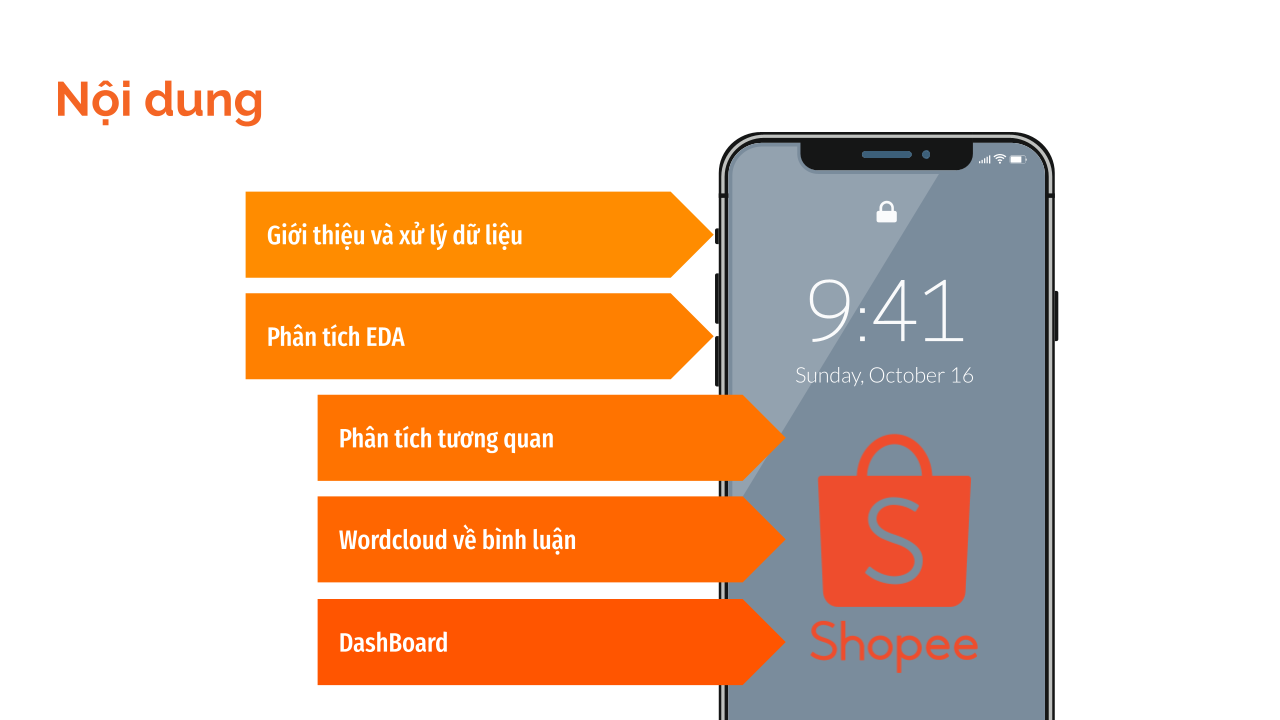 Nội dung
Giới thiệu và xử lý dữ liệu
Phân tích EDA
Phân tích tương quan
Wordcloud về bình luận
DashBoard
9:41
Sunday, October 16
S
Shopee